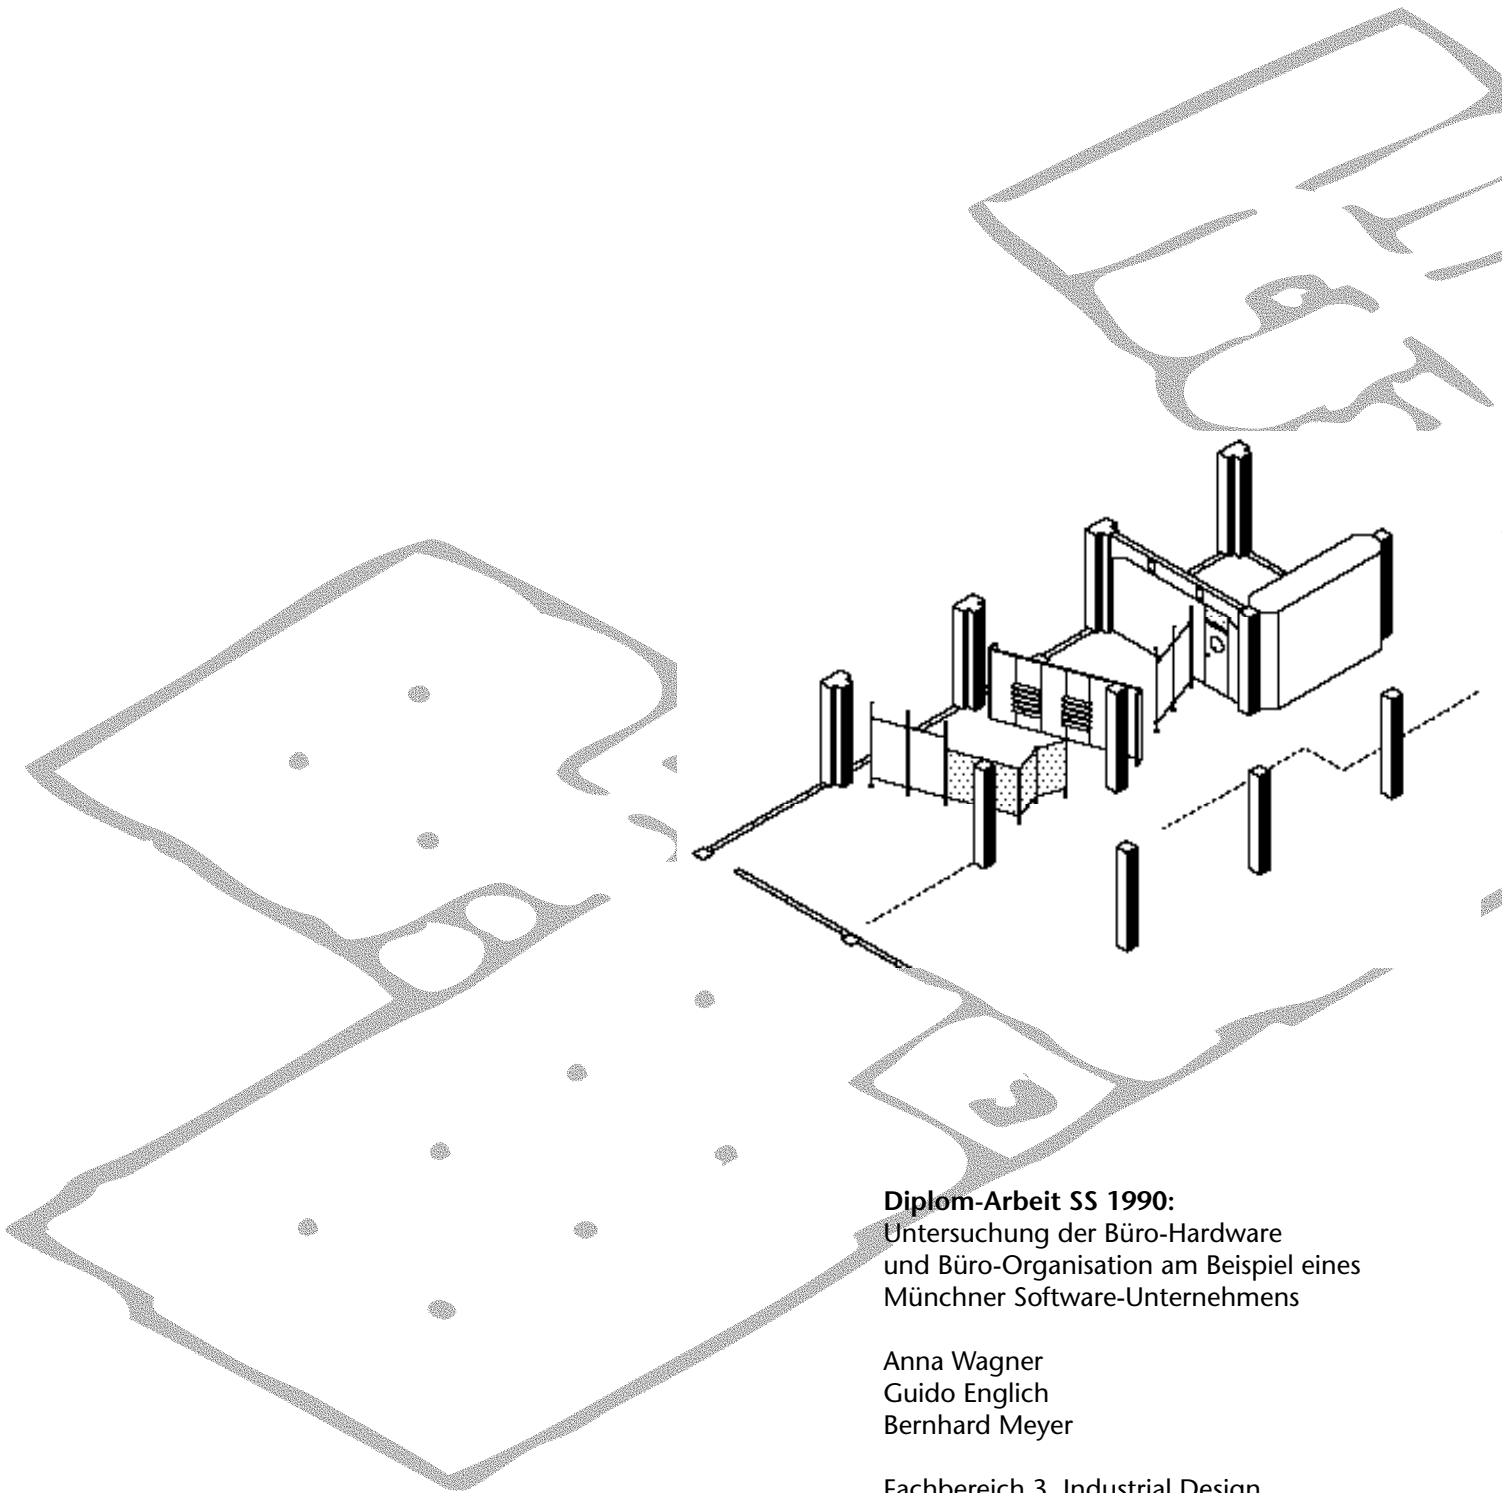 Diplom-Arbeit SS 1990:
Untersuchung der Büro-Hardware
und Büro-Organisation am Beispiel eines
Münchner Software-Unternehmens
Anna Wagner
Guido Englich
Bernhard Meyer
Fachbereich 3, Industrial Design